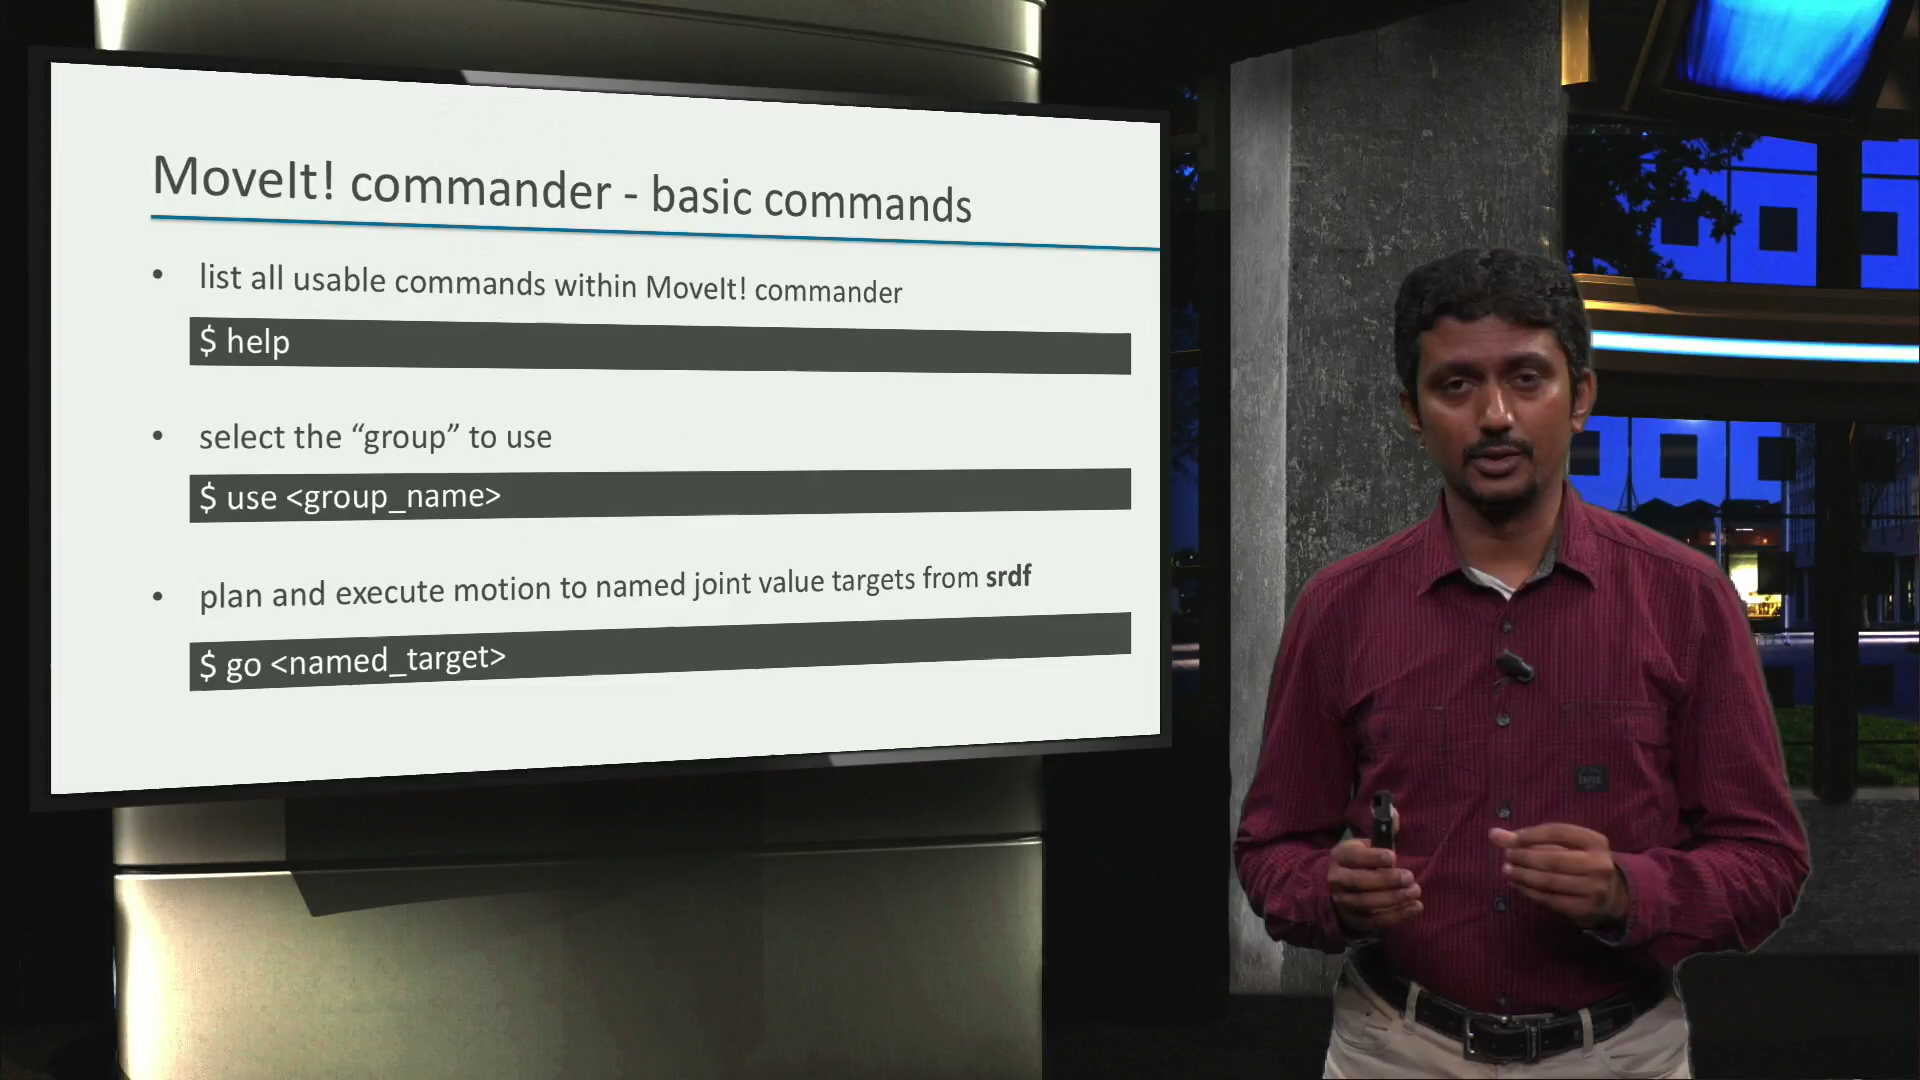 MoveIt! commander - basic commands
• list all usable commands within MoveIt! commander
$ help
• select the “group” to use
$ use <group_name>
• plan and execute motion to named joint value targets from srdf
$ go <named_target>